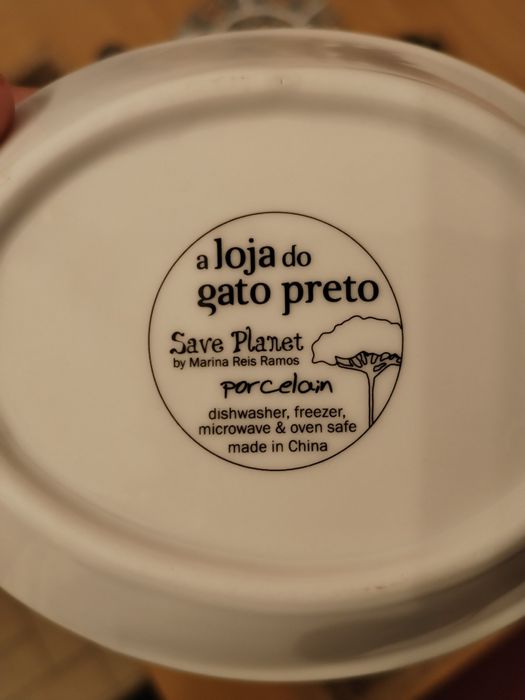 a loja do
gato preto
Save Planet
by Marina Reis Ramos
porcelain
dishwasher, freezer,
microwave & oven safe
made in China